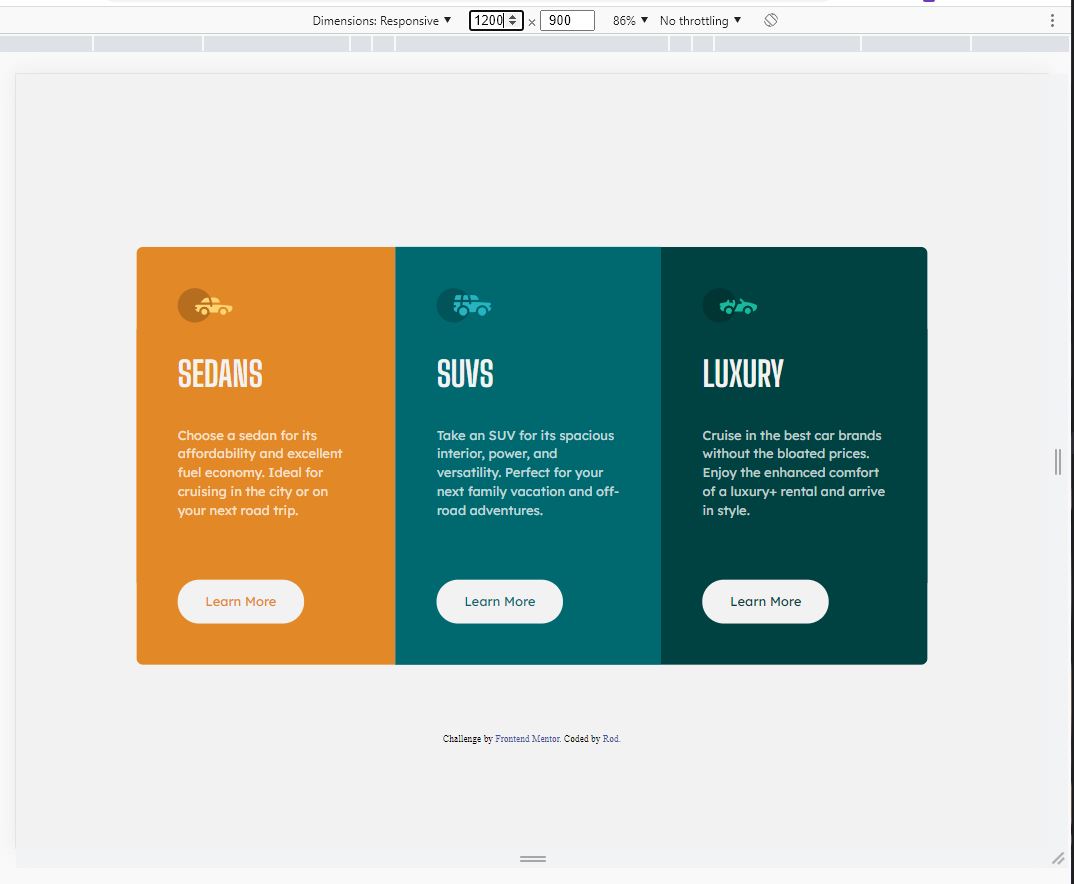 Dimensions: Responsive ▼ 1200 × 900 86% ▼ No throttling ▼
SEDANS
Choose a sedan for its
affordability and excellent
fuel economy. Ideal for
cruising in the city or on
your next road trip.
Learn More
SUVS
Take an SUV for its spacious
interior, power, and
versatility. Perfect for your
next family vacation and off-
road adventures.
Learn More
LUXURY
Cruise in the best car brands
without the bloated prices.
Enjoy the enhanced comfort
of a luxury+ rental and arrive
in style.
Learn More
Challenge by Frontend Mentor. Coded by Rod.